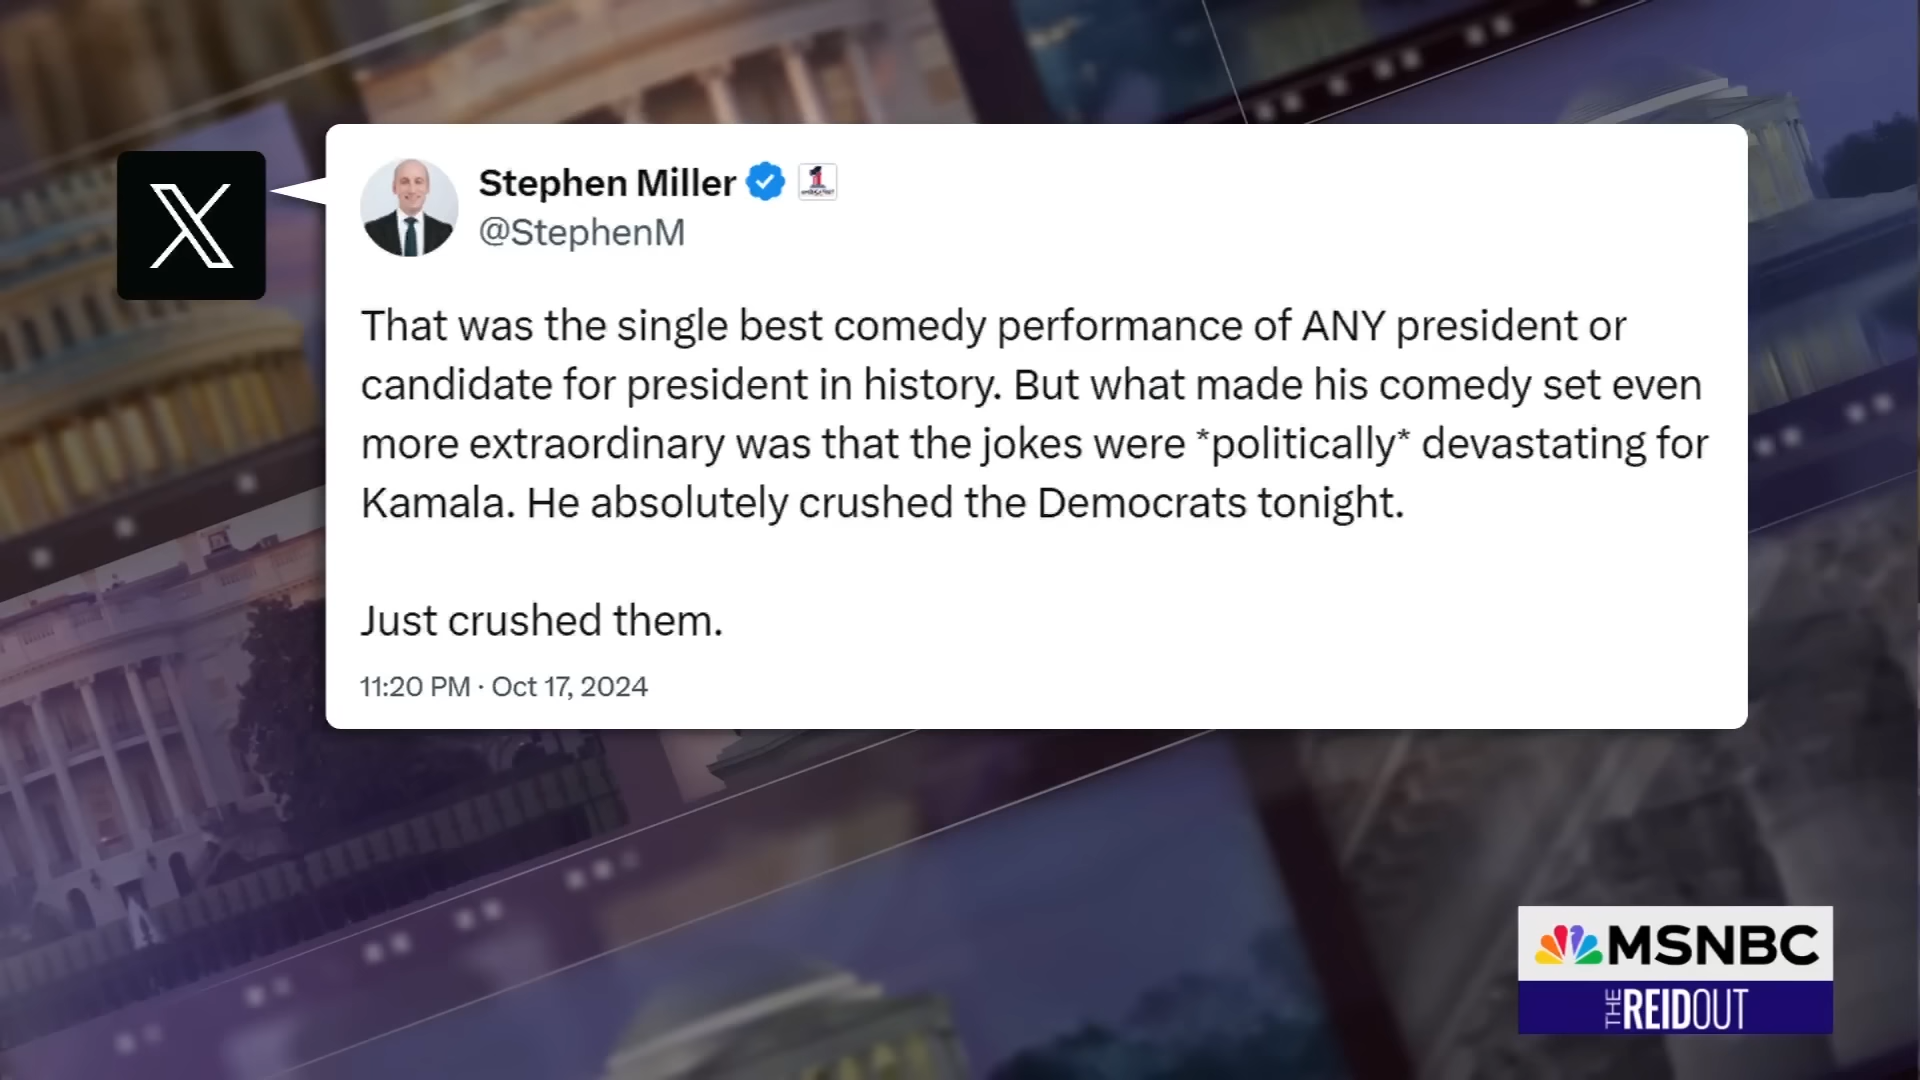 X
Stephen Miller
@StephenM
That was the single best comedy performance of ANY president or
candidate for president in history. But what made his comedy set even
more extraordinary was that the jokes were *politically* devastating for
Kamala. He absolutely crushed the Democrats tonight.
Just crushed them.
11:20 PM · Oct 17, 2024
MSNBC
THE REIDOUT